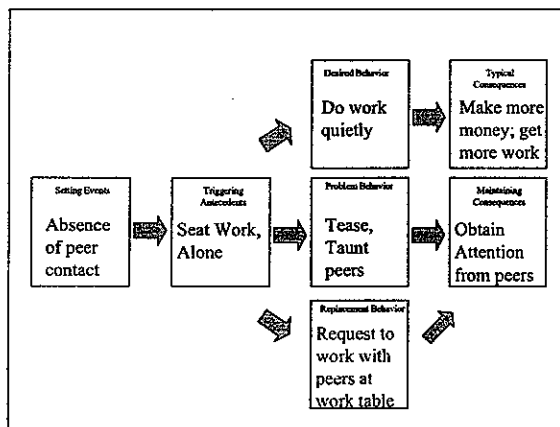 Desired Behavior
Do work
quietly
Typical
Consequences
Make more
money; get
more work
Setting Events
Absence
of peer
contact
Triggering
Antecedents
Seat Work,
Alone
Problem Behavior
Tease,
Taunt
peers
Maintaining
Consequences
Obtain
Attention
from peers
Replacement Behavior
Request to
work with
peers at
work table